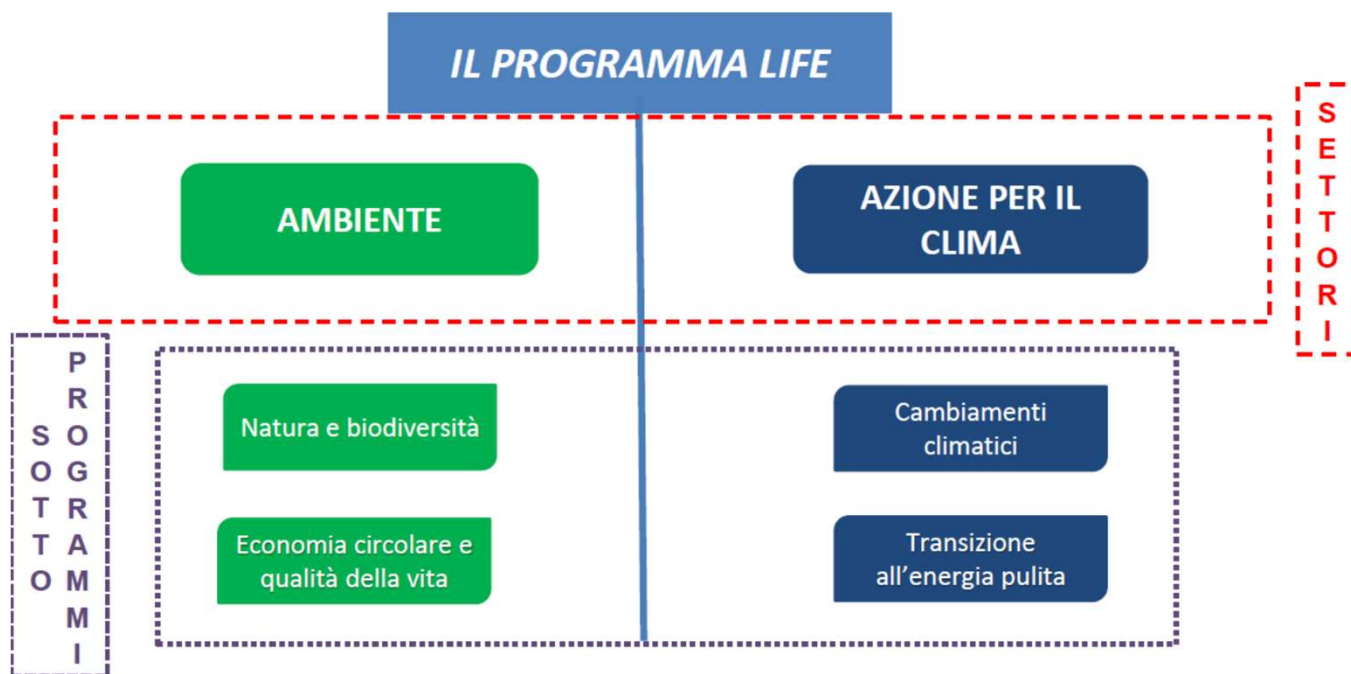 IL PROGRAMMA LIFE
SETTORI
AMBIENTE
AZIONE PER IL
CLIMA
SOTTO
PROGRAMMI
Natura e biodiversità
Cambiamenti
climatici
Economia circolare e
qualità della vita
Transizione
all’energia pulita